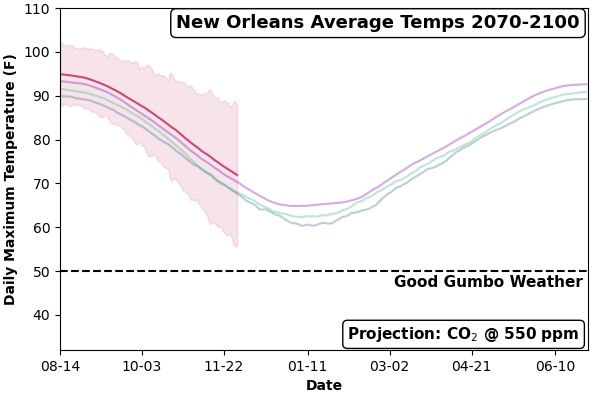 New Orleans Average Temps 2070-2100
Daily Maximum Temperature (F)
110
100
90
80
70
60
50
40
Good Gumbo Weather
Projection: CO₂ @ 550 ppm
08-14 10-03 11-22 01-11 03-02 04-21 06-10
Date